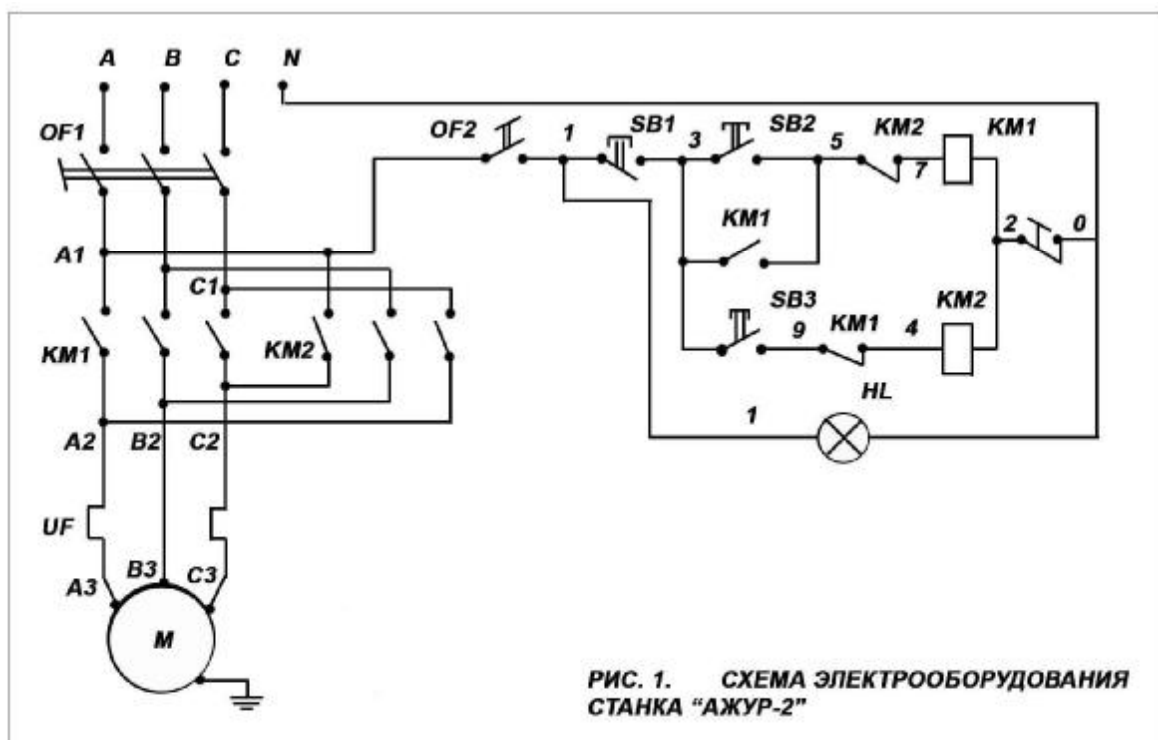 A B C N
OF1
OF2 1 SB1 3 SB2 5 KM2 7 KM1
A1
C1
KM1 2 0
KM1 KM2
SB3 9 KM1 4 KM2
HL
1
A2 B2 C2
UF
A3 B3 C3
M
РИС. 1. СХЕМА ЭЛЕКТРООБОРУДОВАНИЯ
СТАНКА "АЖУР-2"